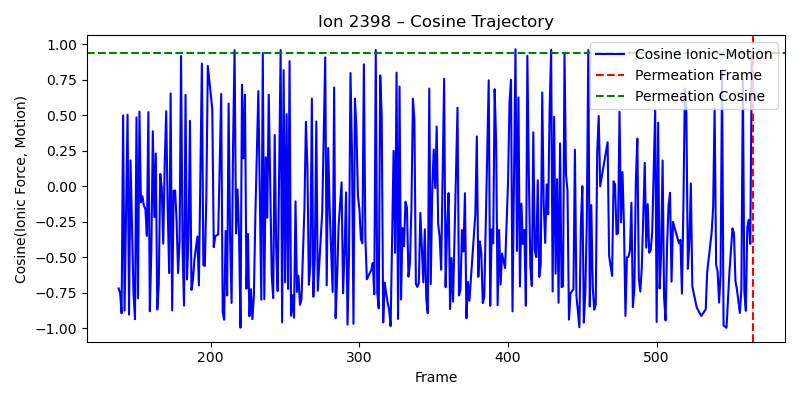 Ion 2398 – Cosine Trajectory
Cosine(Ionic Force, Motion)
1.00
0.75
0.50
0.25
0.00
−0.25
−0.50
−0.75
−1.00
Cosine Ionic–Motion
Permeation Frame
Permeation Cosine
200
300
400
500
Frame